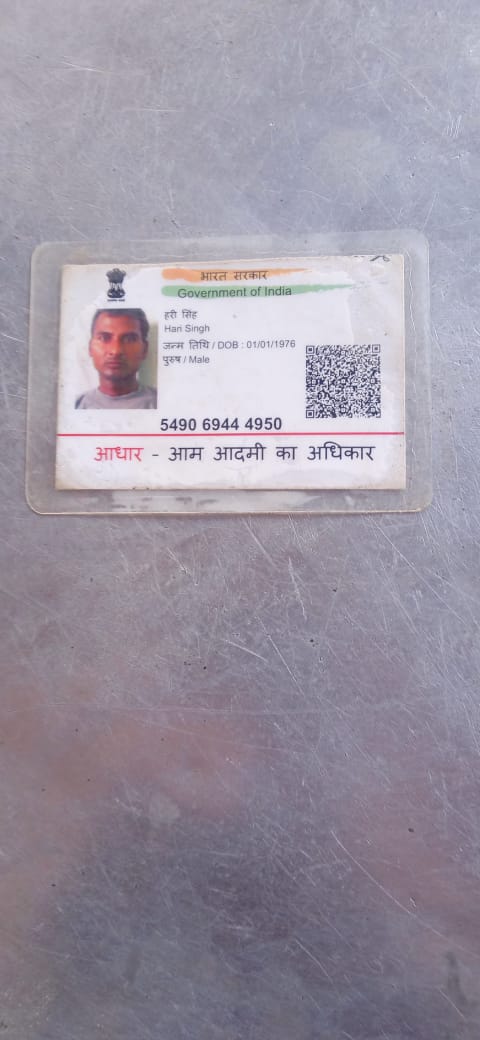 भारत सरकार
Government of India
हरी सिंह
Hari Singh
जन्म तिथि / DOB : 01/01/1976
पुरुष / Male
5490 6944 4950
आधार - आम आदमी का अधिकार